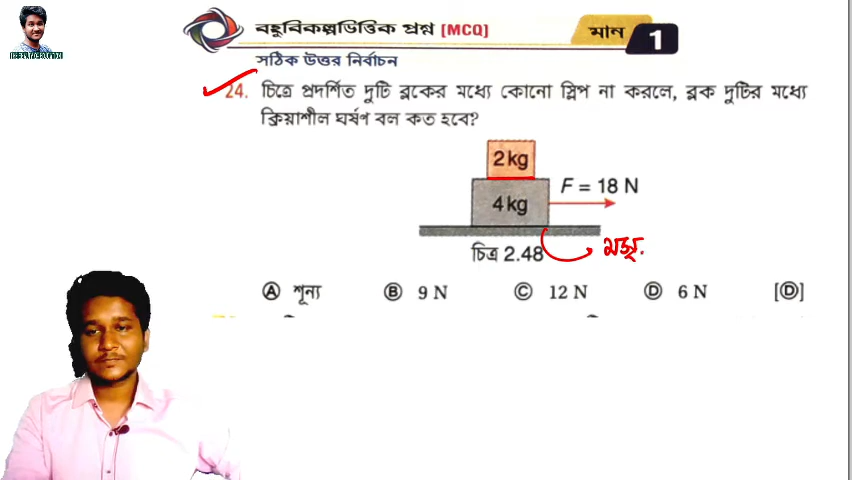 বহুবিকল্পভিত্তিক প্রশ্ন [MCQ]
মান 1
সঠিক উত্তর নির্বাচন
24. চিত্রে প্রদর্শিত দুটি ব্লকের মধ্যে কোনো স্লিপ না করলে, ব্লক দুটির মধ্যে
ক্রিয়াশীল ঘর্ষণ বল কত হবে?
2 kg
F = 18 N
4 kg
মসৃ.
চিত্র 2.48
Ⓐ শূন্য Ⓑ 9 N Ⓒ 12 N Ⓓ 6 N [Ⓓ]